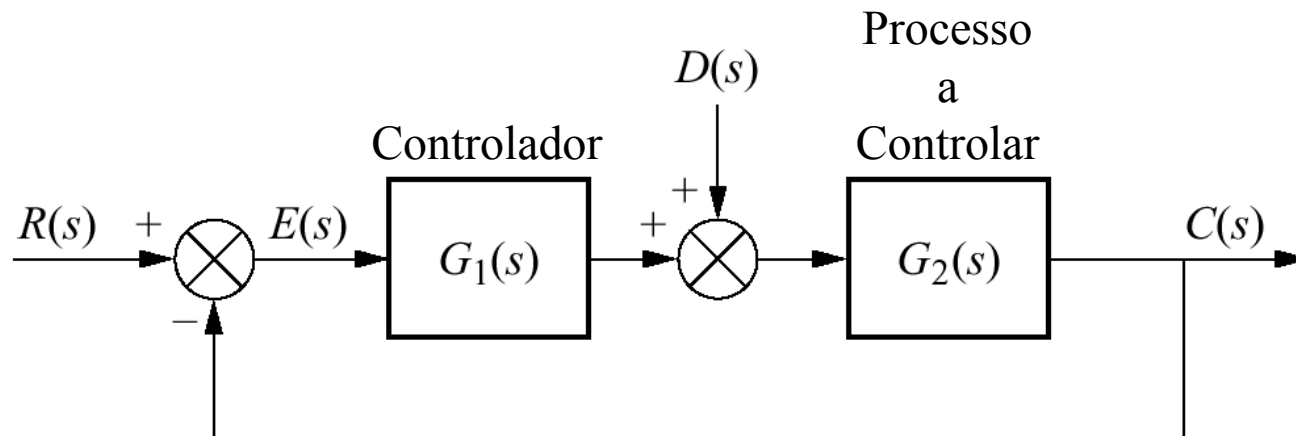 Processo
a
Controlar
D(s)
Controlador
+
+
R(s)
+
E(s)
G₁(s)
G₂(s)
C(s)
−